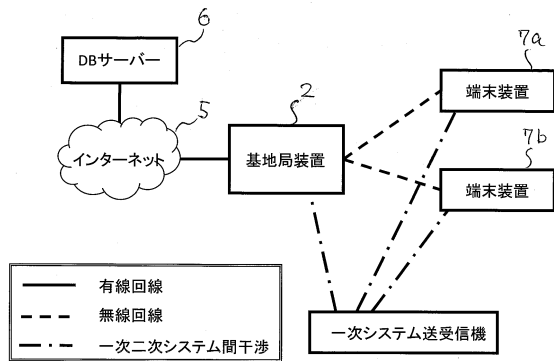 6
DBサーバー
5
インターネット
2
基地局装置
7a
端末装置
7b
端末装置
有線回線
無線回線
一次二次システム間干渉
一次システム送受信機